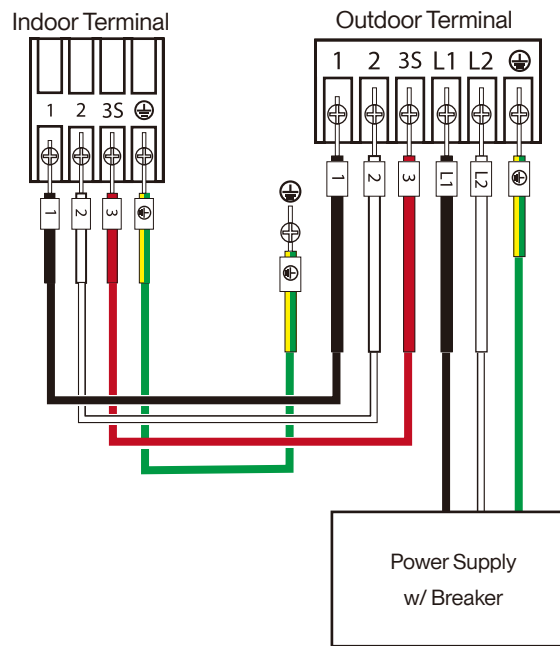 Indoor Terminal
Outdoor Terminal
1 2 3S L1 L2
1 2 3S
1 2 3
1 2 3 L1 L2
Power Supply
w/ Breaker